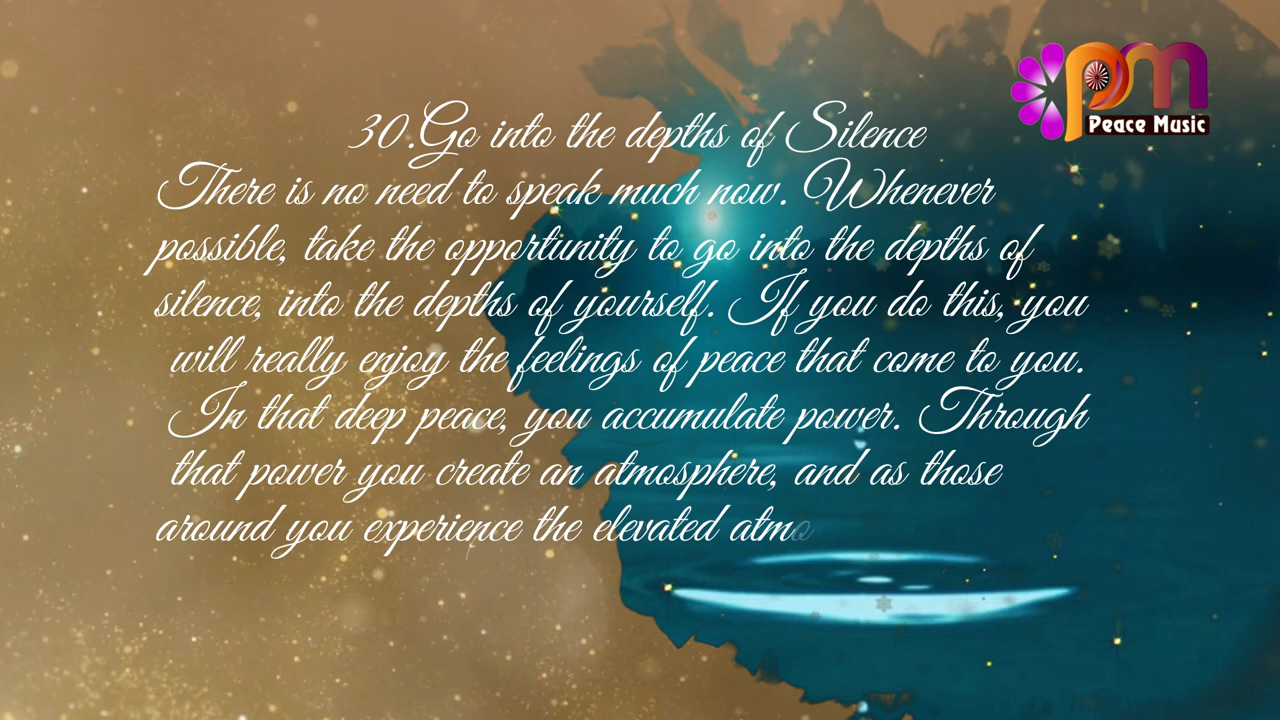 pm
Peace Music
30.Go into the depths of Silence
There is no need to speak much now. Whenever
possible, take the opportunity to go into the depths of
silence, into the depths of yourself. If you do this, you
will really enjoy the feelings of peace that come to you.
In that deep peace, you accumulate power. Through
that power you create an atmosphere, and as those
around you experience the elevated atmo